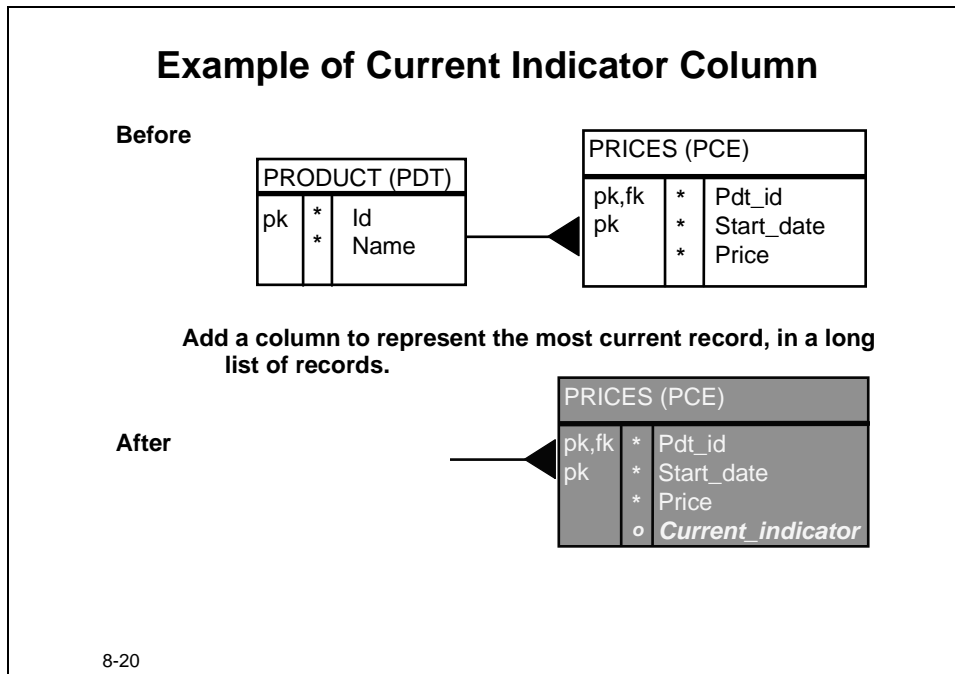 Example of Current Indicator Column
Before
PRODUCT (PDT)
pk * Id
* Name
PRICES (PCE)
pk,fk * Pdt_id
pk * Start_date
* Price
Add a column to represent the most current record, in a long
list of records.
After
PRICES (PCE)
pk,fk * Pdt_id
pk * Start_date
* Price
o Current_indicator
8-20